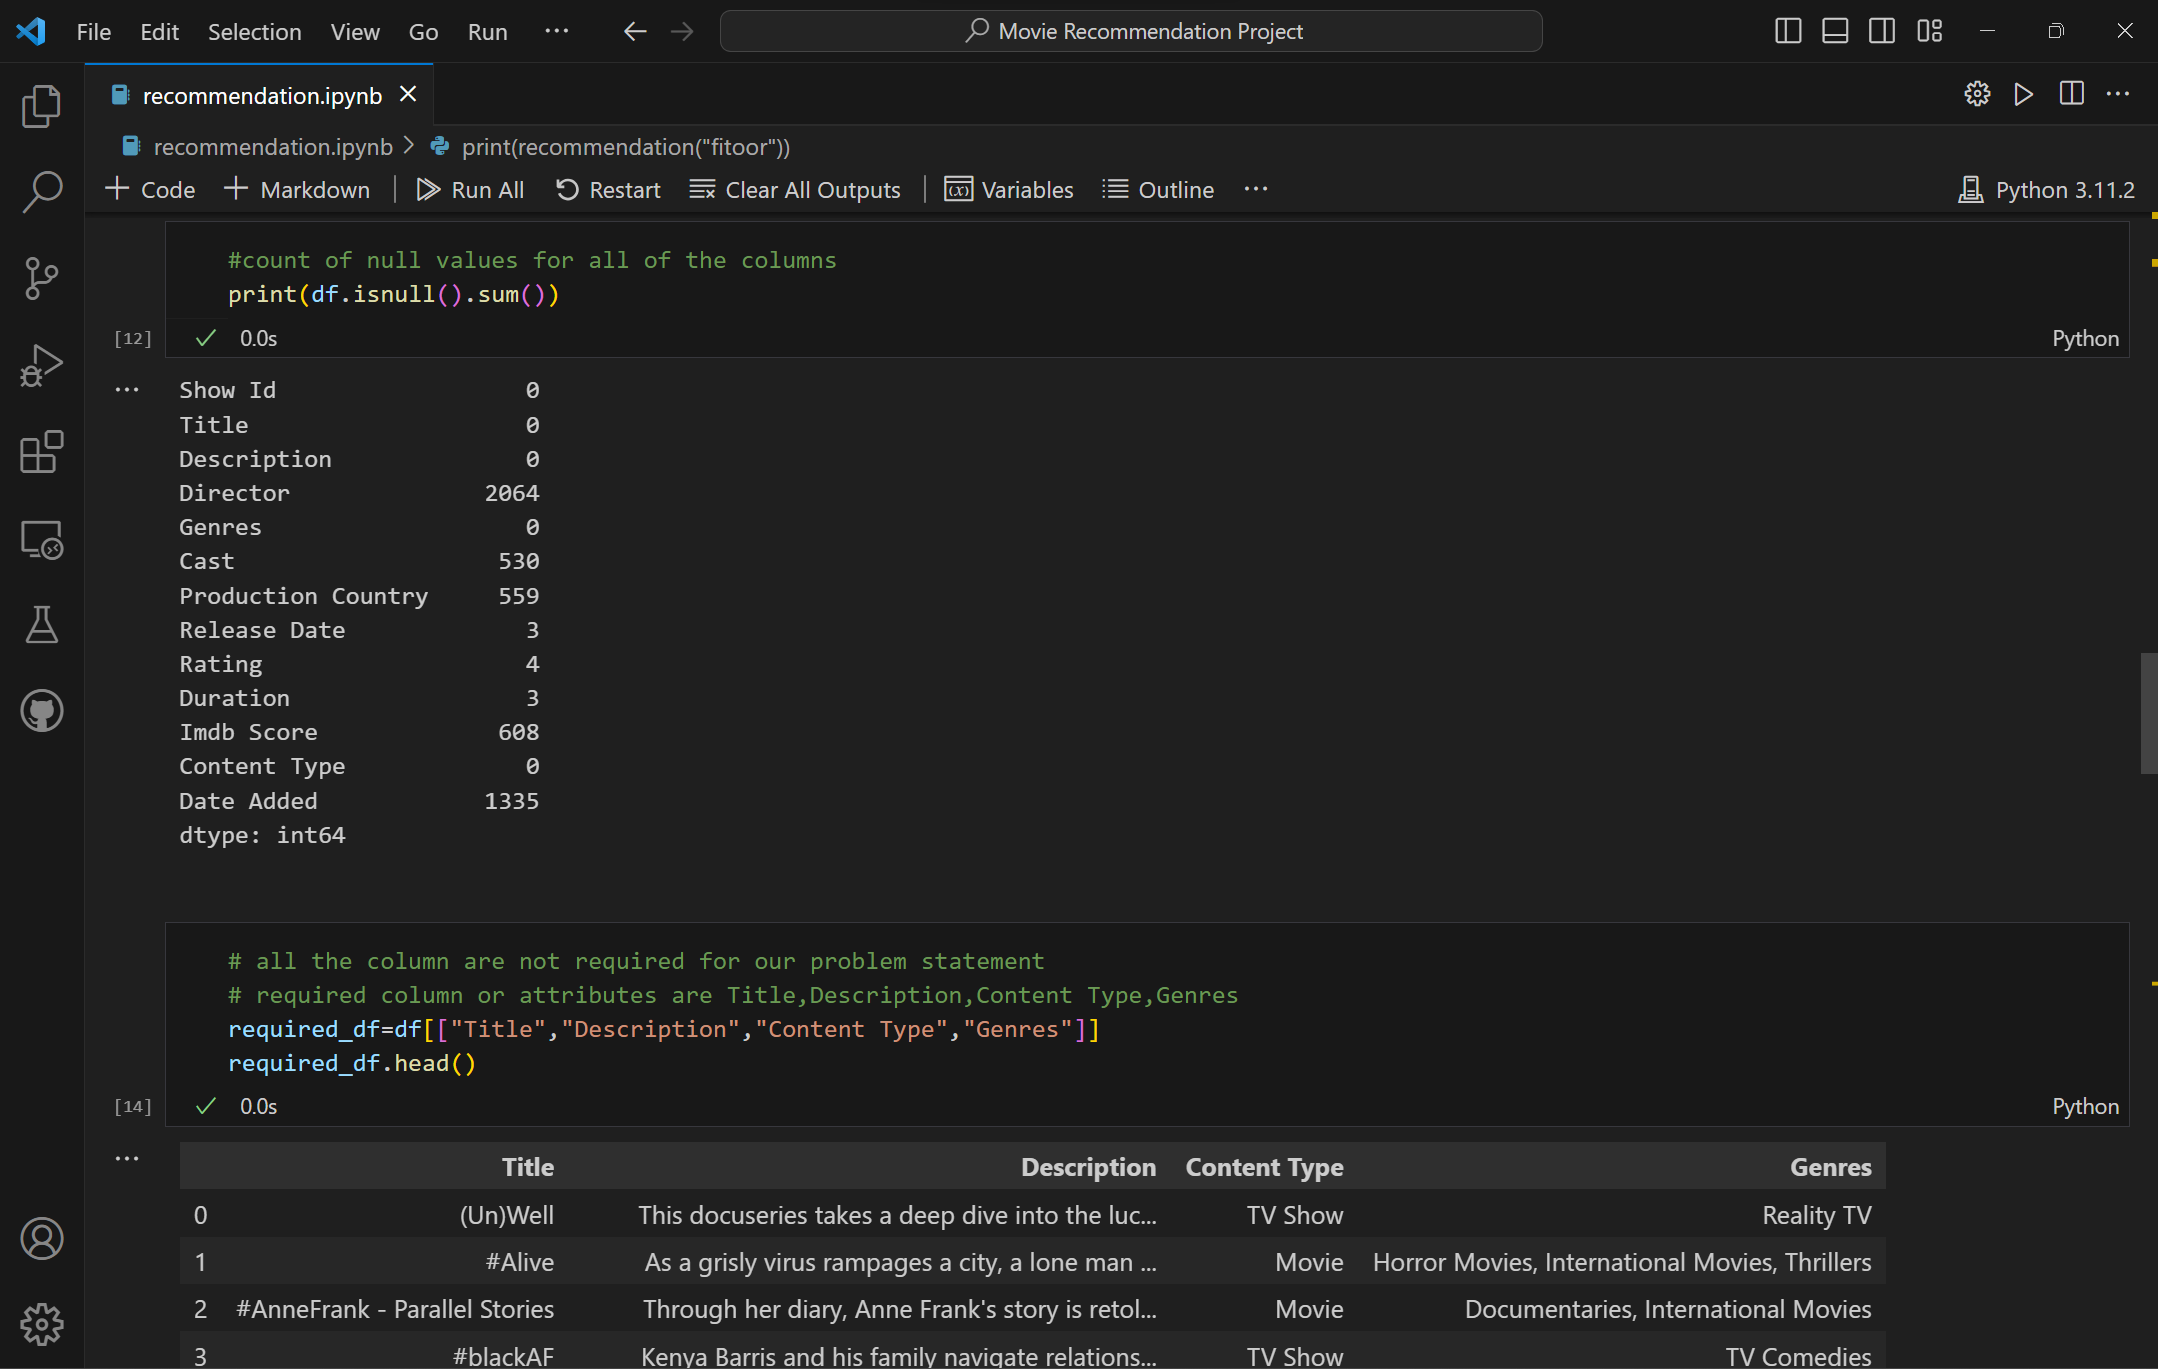 File Edit Selection View Go Run ··· Movie Recommendation Project
recommendation.ipynb
recommendation.ipynb > print(recommendation("fitoor"))
Code Markdown | Run All Restart Clear All Outputs | Variables Outline ··· Python 3.11.2
#count of null values for all of the columns
print(df.isnull().sum())
[12] 0.0s Python
Show Id 0
Title 0
Description 0
Director 2064
Genres 0
Cast 530
Production Country 559
Release Date 3
Rating 4
Duration 3
Imdb Score 608
Content Type 0
Date Added 1335
dtype: int64
# all the column are not required for our problem statement
# required column or attributes are Title,Description,Content Type,Genres
required_df=df[["Title","Description","Content Type","Genres"]]
required_df.head()
[14] 0.0s Python
Title Description Content Type Genres
0 (Un)Well This docuseries takes a deep dive into the luc... TV Show Reality TV
1 #Alive As a grisly virus rampages a city, a lone man ... Movie Horror Movies, International Movies, Thrillers
2 #AnneFrank - Parallel Stories Through her diary, Anne Frank's story is retol... Movie Documentaries, International Movies
3 #blackAF Kenya Barris and his family navigate relations... TV Show TV Comedies